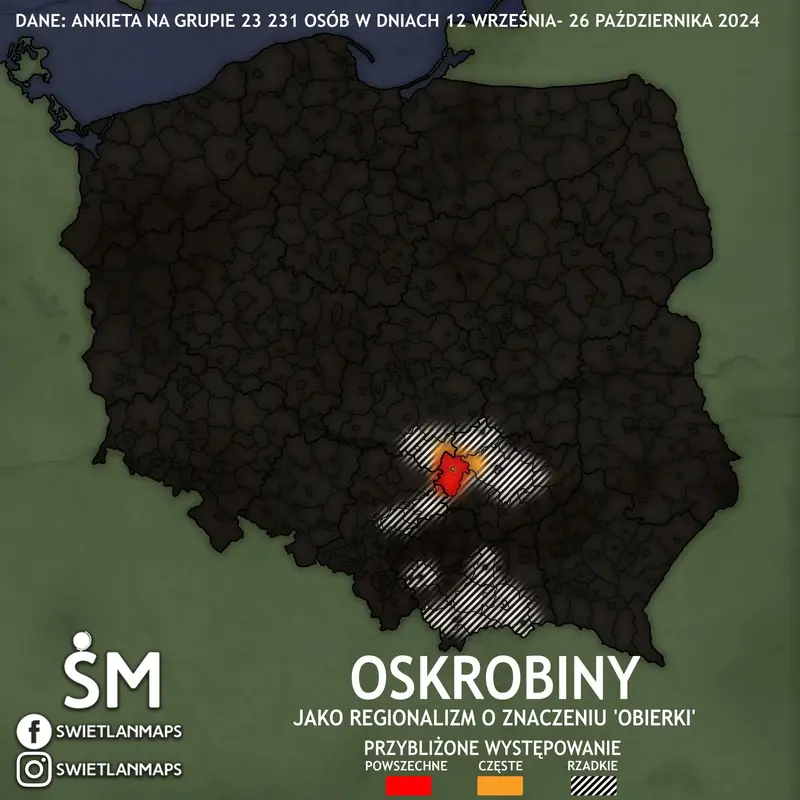 DANE: ANKIETA NA GRUPIE 23 231 OSÓB W DNIACH 12 WRZEŚNIA- 26 PAŹDZIERNIKA 2024
ŚM
SWIETLANMAPS
SWIETLANMAPS
OSKROBINY
JAKO REGIONALIZM O ZNACZENIU 'OBIERKI'
PRZYBLIŻONE WYSTĘPOWANIE
POWSZECHNE CZĘSTE RZADKIE